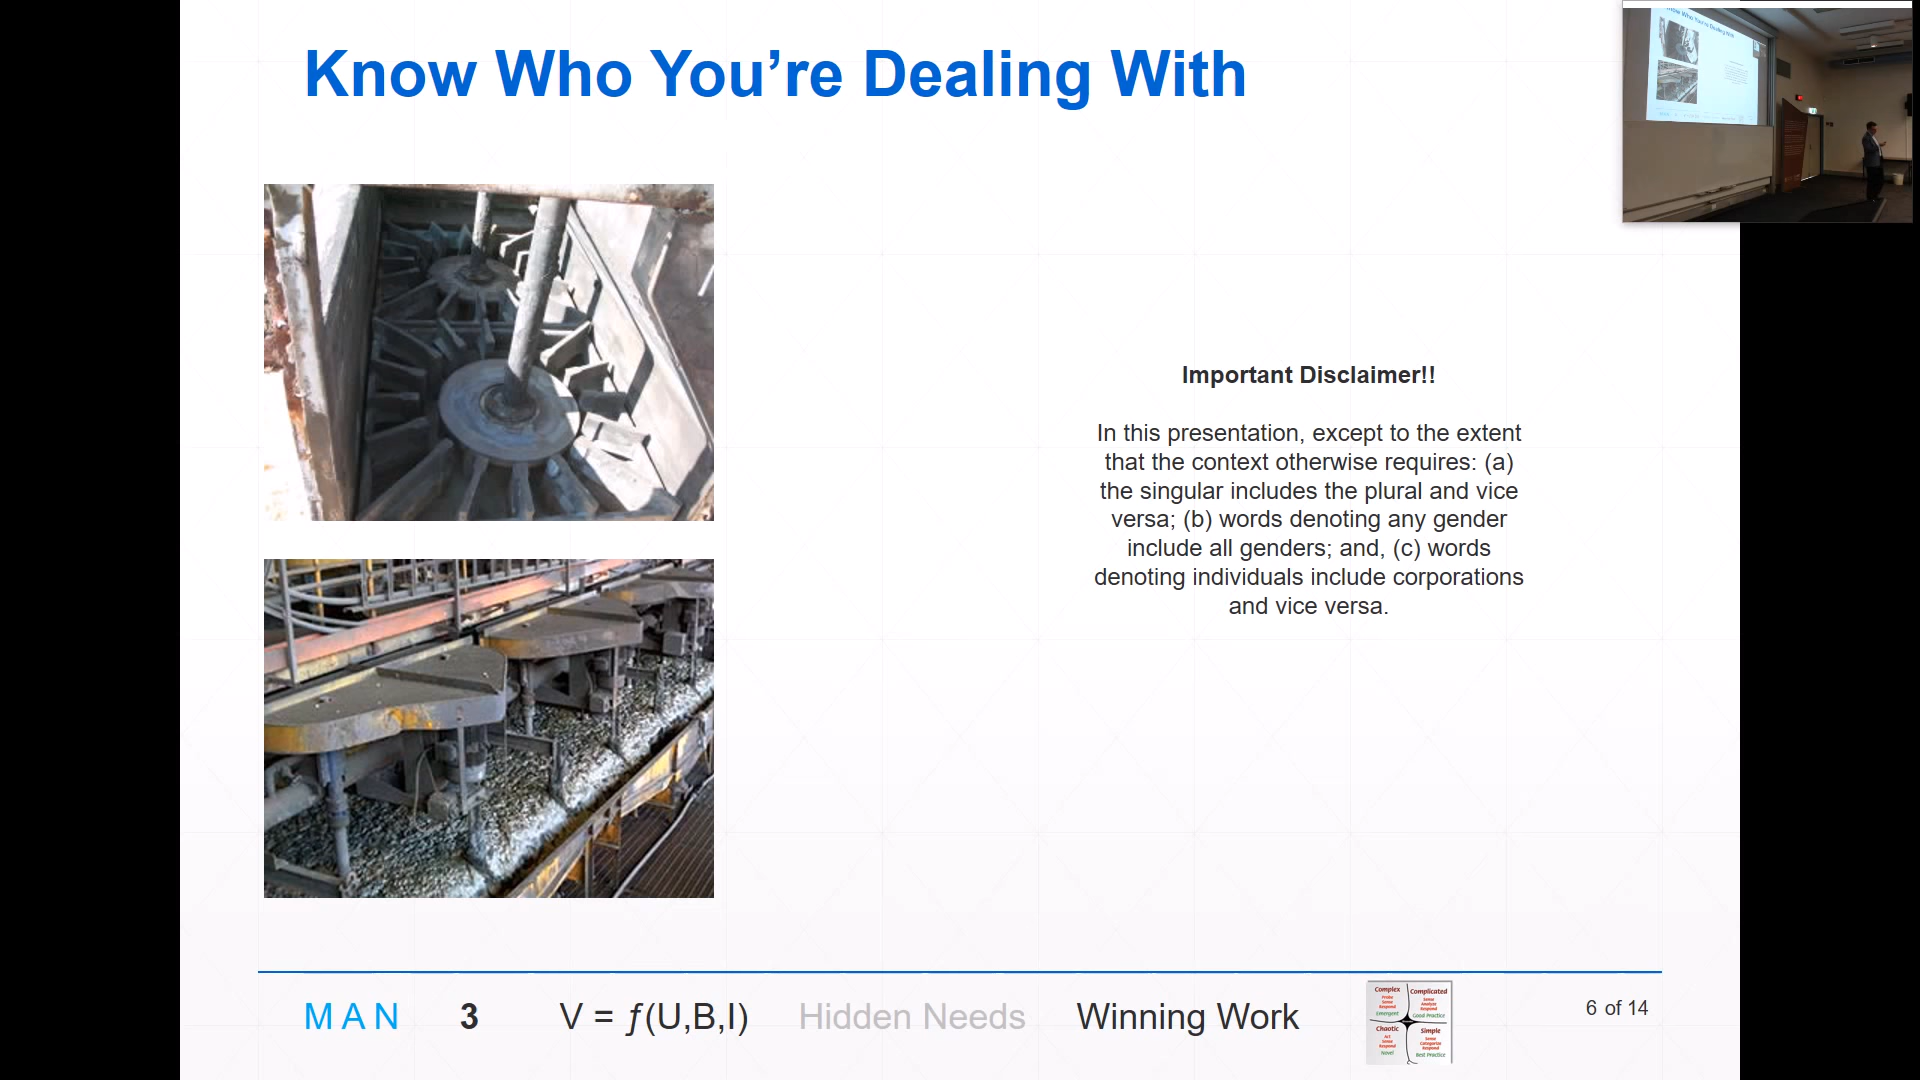 Know Who You’re Dealing With
Important Disclaimer!!
In this presentation, except to the extent
that the context otherwise requires: (a)
the singular includes the plural and vice
versa; (b) words denoting any gender
include all genders; and, (c) words
denoting individuals include corporations
and vice versa.
M A N 3 V = ƒ(U,B,I) Hidden Needs Winning Work
Complex
Probe
Sense
Respond
Emergent
Complicated
Sense
Analyse
Respond
Good Practice
Chaotic
Act
Sense
Respond
Novel
Simple
Sense
Categorise
Respond
Best Practice
6 of 14